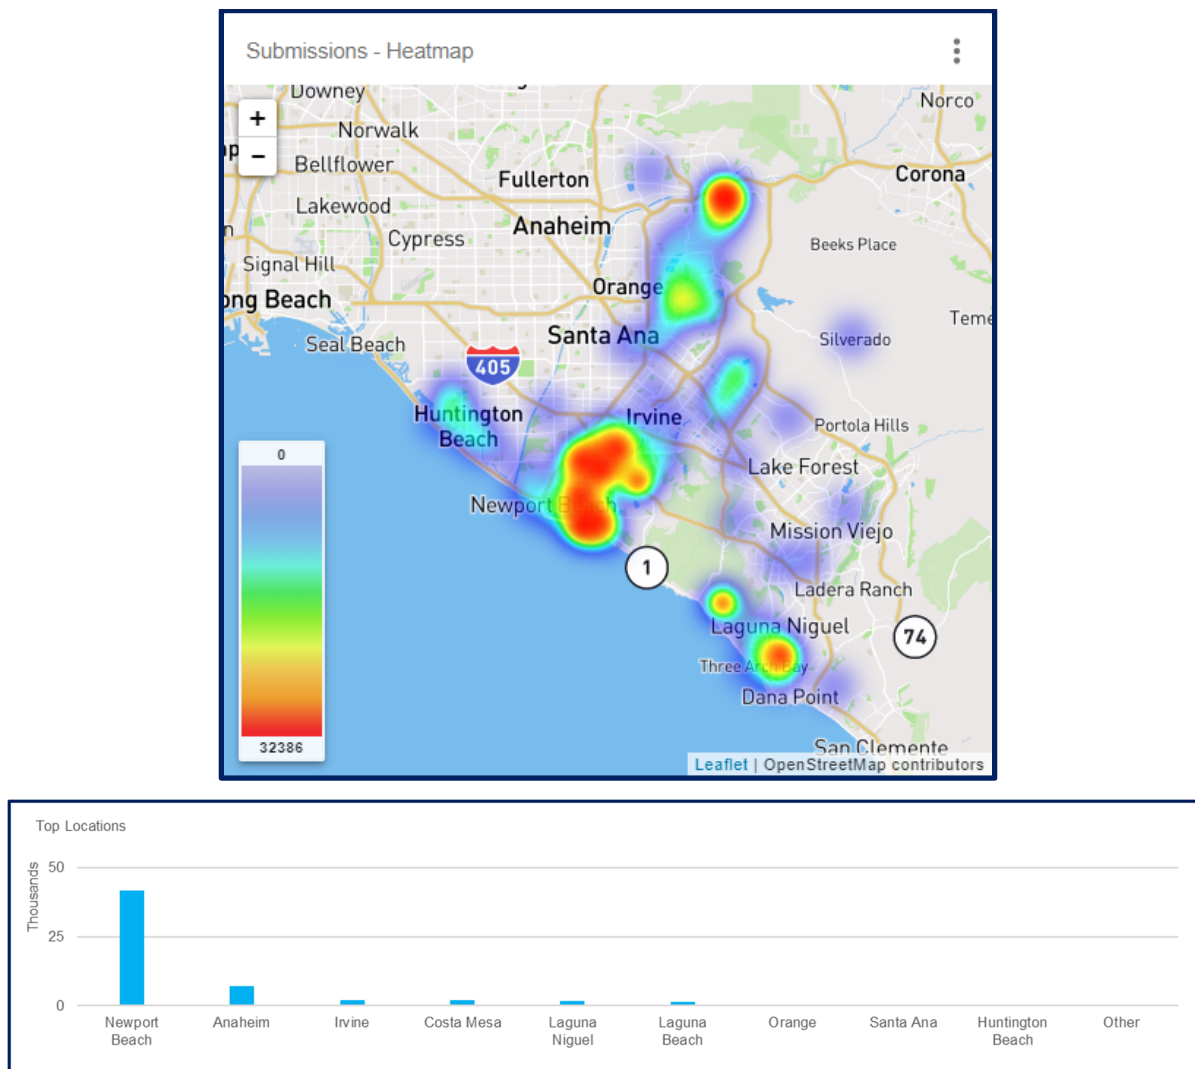 Submissions - Heatmap
Downey
Norco
+
Norwalk
−
Bellflower
Fullerton
Corona
Lakewood
Anaheim
Cypress
Beeks Place
Signal Hill
Orange
ong Beach
Teme
Santa Ana
Silverado
Seal Beach
405
Huntington
Beach
Irvine
Portola Hills
0
Lake Forest
Newport Beach
Mission Viejo
1
Ladera Ranch
Laguna Niguel
74
Three Arch Bay
Dana Point
32386
San Clemente
Leaflet | OpenStreetMap contributors
Top Locations
Thousands
50
25
0
Newport
Beach
Anaheim
Irvine
Costa Mesa
Laguna
Niguel
Laguna
Beach
Orange
Santa Ana
Huntington
Beach
Other